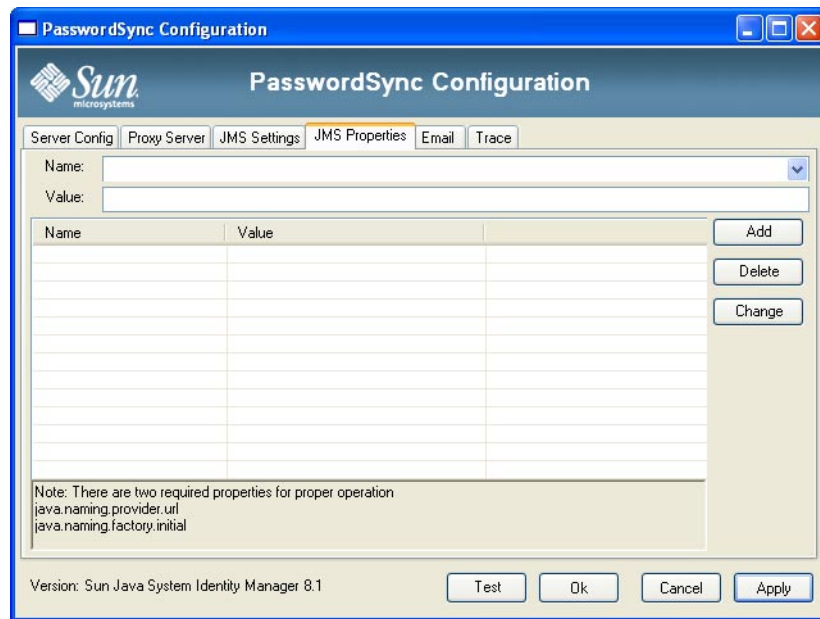 PasswordSync Configuration
Sun
microsystems
PasswordSync Configuration
Server Config Proxy Server JMS Settings JMS Properties Email Trace
Name:
Value:
Name Value
Add
Delete
Change
Note: There are two required properties for proper operation
java.naming.provider.url
java.naming.factory.initial
Version: Sun Java System Identity Manager 8.1 Test Ok Cancel Apply